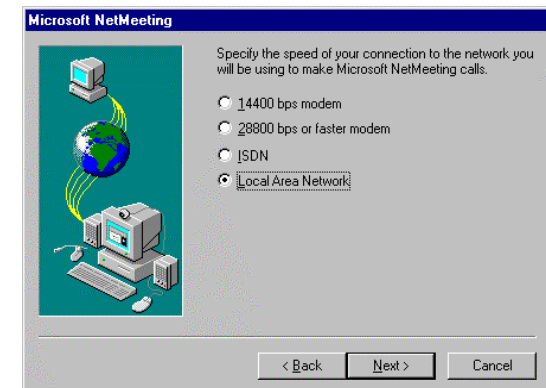 Microsoft NetMeeting
Specify the speed of your connection to the network you
will be using to make Microsoft NetMeeting calls.
14400 bps modem
28800 bps or faster modem
ISDN
Local Area Network
< Back
Next >
Cancel